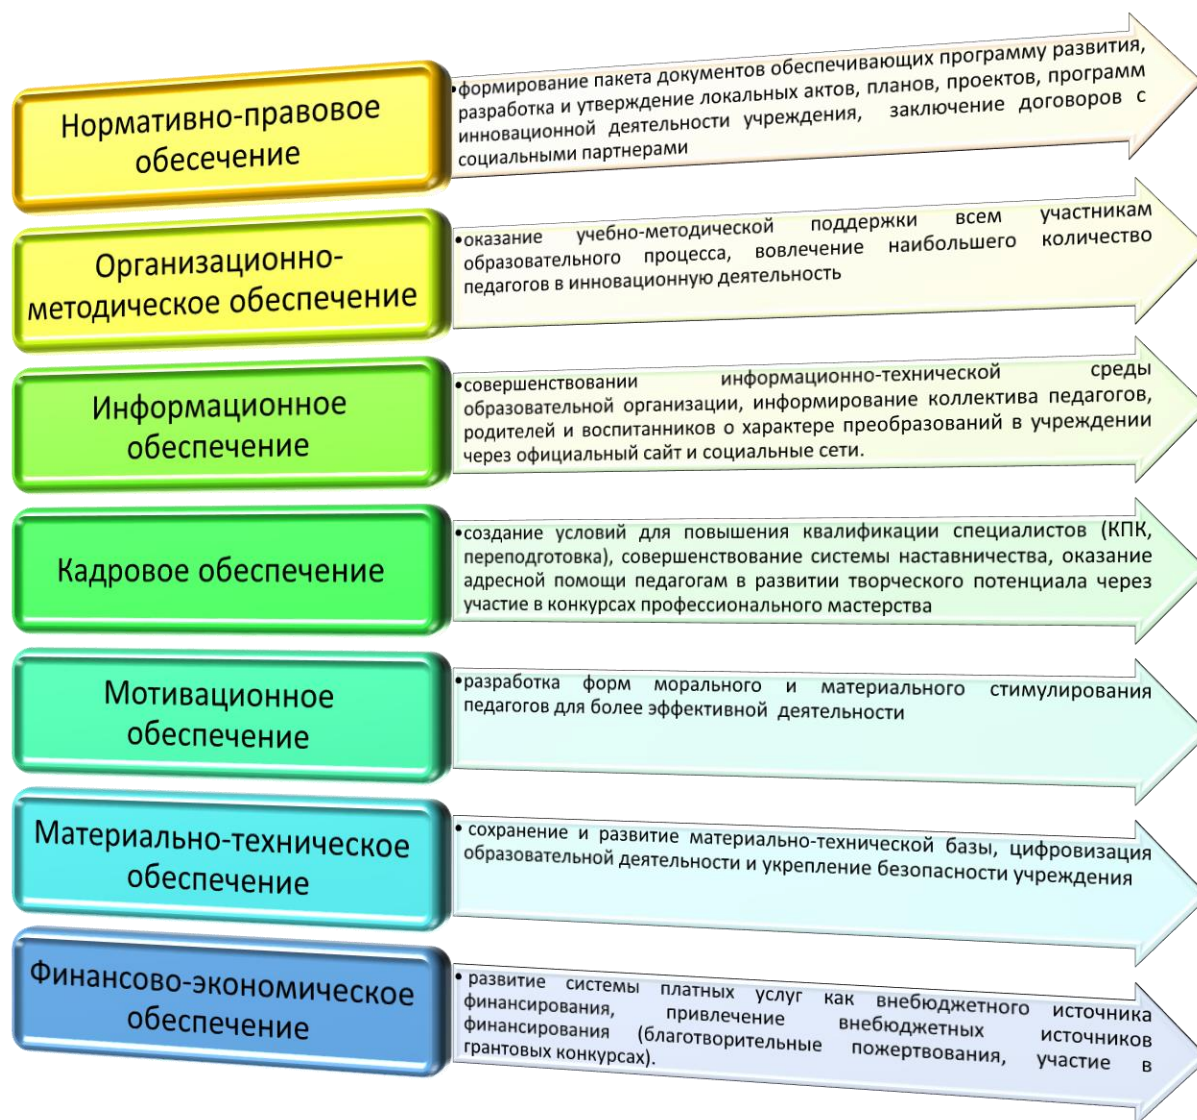 Нормативно-правовое
обесечение
•формирование пакета документов обеспечивающих программу развития,
разработка и утверждение локальных актов, планов, проектов, программ
инновационной деятельности учреждения, заключение договоров с
социальными партнерами
Организационно-
методическое обеспечение
•оказание учебно-методической поддержки всем участникам
образовательного процесса, вовлечение наибольшего количество
педагогов в инновационную деятельность
Информационное
обеспечение
•совершенствовании информационно-технической среды
образовательной организации, информирование коллектива педагогов,
родителей и воспитанников о характере преобразований в учреждении
через официальный сайт и социальные сети.
Кадровое обеспечение
•создание условий для повышения квалификации специалистов (КПК,
переподготовка), совершенствование системы наставничества, оказание
адресной помощи педагогам в развитии творческого потенциала через
участие в конкурсах профессионального мастерства
Мотивационное
обеспечение
•разработка форм морального и материального стимулирования
педагогов для более эффективной деятельности
Материально-техническое
обеспечение
• сохранение и развитие материально-технической базы, цифровизация
образовательной деятельности и укрепление безопасности учреждения
Финансово-экономическое
обеспечение
• развитие системы платных услуг как внебюджетного источника
финансирования, привлечение внебюджетных источников
финансирования (благотворительные пожертвования, участие в
грантовых конкурсах).